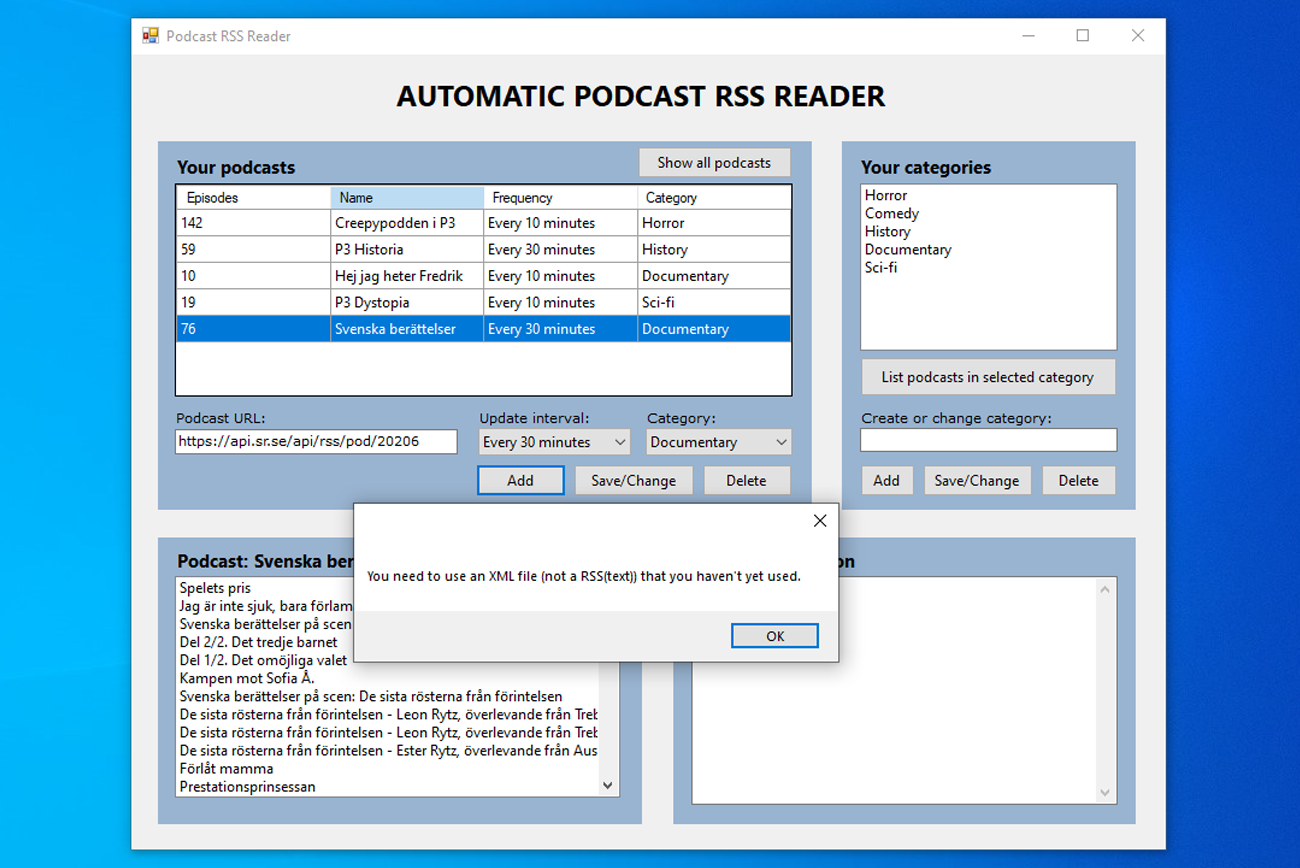 Podcast RSS Reader
AUTOMATIC PODCAST RSS READER
Your podcasts
Show all podcasts
Episodes Name Frequency Category
142 Creepypodden i P3 Every 10 minutes Horror
59 P3 Historia Every 30 minutes History
10 Hej jag heter Fredrik Every 10 minutes Documentary
19 P3 Dystopia Every 10 minutes Sci-fi
76 Svenska berättelser Every 30 minutes Documentary
Podcast URL: Update interval: Category:
https://api.sr.se/api/rss/pod/20206 Every 30 minutes Documentary
Add Save/Change Delete
Your categories
Horror
Comedy
History
Documentary
Sci-fi
List podcasts in selected category
Create or change category:
Add Save/Change Delete
You need to use an XML file (not a RSS(text)) that you haven't yet used.
OK
Podcast: Svenska ber
Spelets pris
Jag är inte sjuk, bara förlam
Svenska berättelser på scen
Del 2/2. Det tredje barnet
Del 1/2. Det omöjliga valet
Kampen mot Sofia Å.
Svenska berättelser på scen: De sista rösterna från förintelsen
De sista rösterna från förintelsen - Leon Rytz, överlevande från Treb
De sista rösterna från förintelsen - Leon Rytz, överlevande från Treb
De sista rösterna från förintelsen - Ester Rytz, överlevande från Aus
Förlåt mamma
Prestationsprinsessan
on